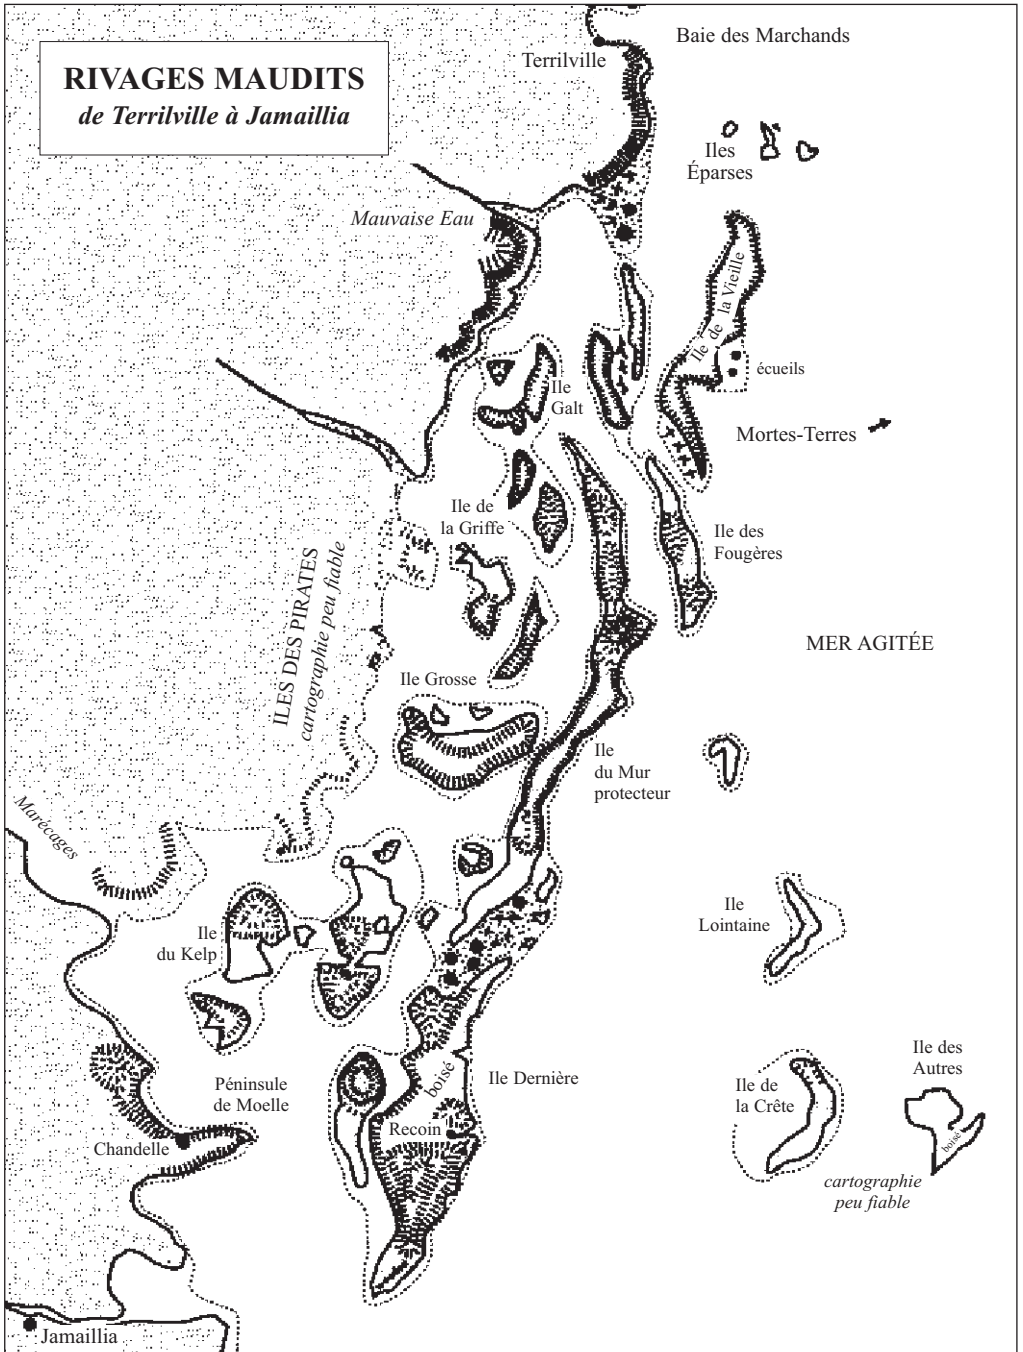 RIVAGES MAUDITS
de Terrilville à Jamaillia
Baie des Marchands
Terrilville
Iles
Éparses
Mauvaise Eau
Ile de la Vieille
écueils
Ile
Galt
Mortes-Terres
Ile de
la Griffe
Ile des
Fougères
ILES DES PIRATES
cartographie peu fiable
MER AGITÉE
Ile Grosse
Ile
du Mur
protecteur
Marécages
Ile
Lointaine
Ile
du Kelp
Ile des
Autres
boisé
Ile Dernière
Péninsule
de Moelle
Ile de
la Crête
Recoin
Chandelle
boisé
cartographie
peu fiable
Jamaillia